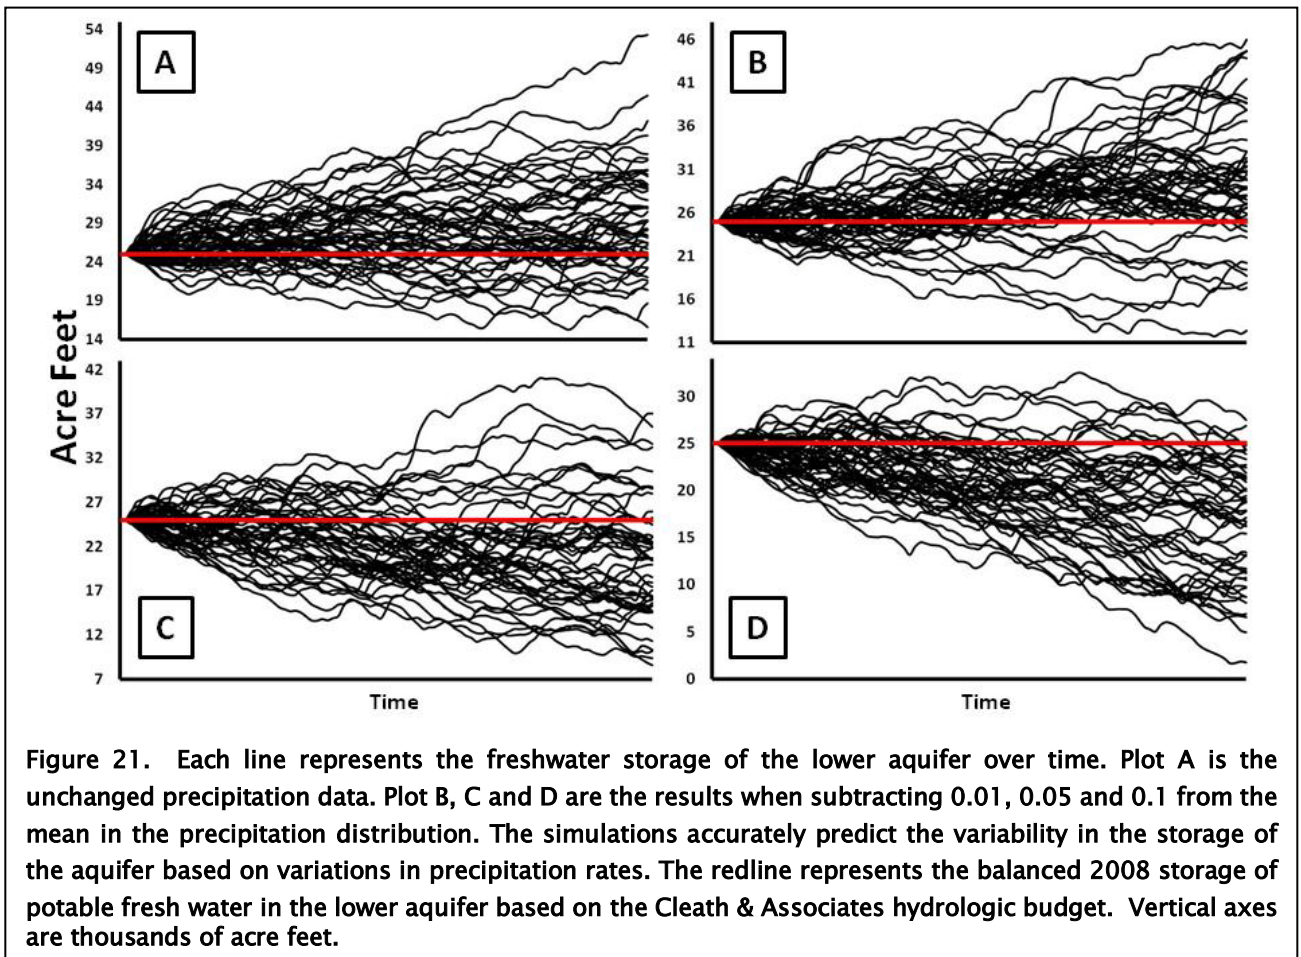 54
49
44
39
34
29
24
19
14
A
46
41
36
31
26
21
16
11
B
Acre Feet
42
37
32
27
22
17
12
7
C
Time
30
25
20
15
10
5
0
D
Time
Figure 21. Each line represents the freshwater storage of the lower aquifer over time. Plot A is the
unchanged precipitation data. Plot B, C and D are the results when subtracting 0.01, 0.05 and 0.1 from the
mean in the precipitation distribution. The simulations accurately predict the variability in the storage of
the aquifer based on variations in precipitation rates. The redline represents the balanced 2008 storage of
potable fresh water in the lower aquifer based on the Cleath & Associates hydrologic budget. Vertical axes
are thousands of acre feet.